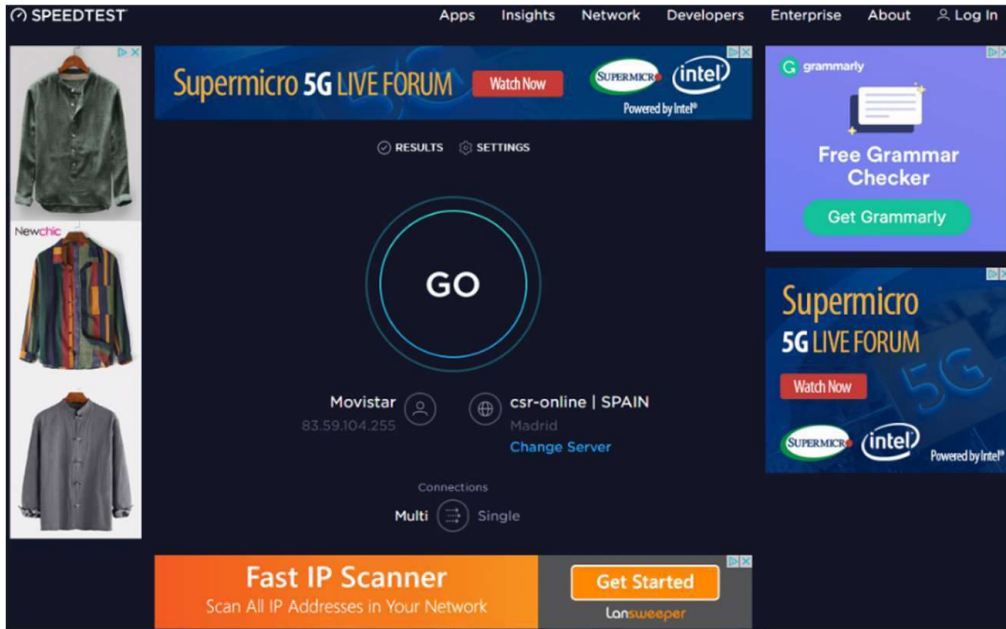 SPEEDTEST
Apps Insights Network Developers Enterprise About Log In
Supermicro 5G LIVE FORUM Watch Now SUPERMICRO intel
Powered by Intel®
RESULTS SETTINGS
Newchic
grammarly
Free Grammar
Checker
Get Grammarly
GO
Supermicro
5G LIVE FORUM
Watch Now
5G
SUPERMICRO intel Powered by Intel®
Movistar
83.59.104.255
csr-online | SPAIN
Madrid
Change Server
Connections
Multi Single
Fast IP Scanner
Scan All IP Addresses in Your Network
Get Started
Lansweeper